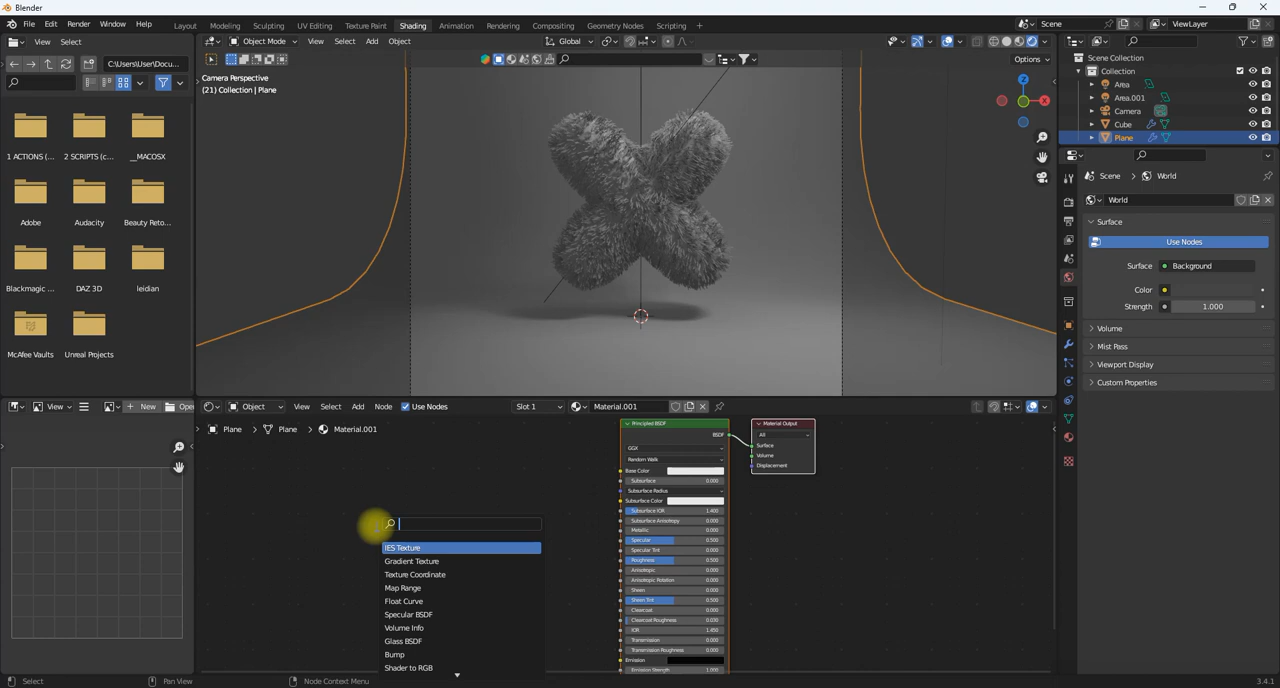 Blender
File Edit Render Window Help Layout Modeling Sculpting UV Editing Texture Paint Shading Animation Rendering Compositing Geometry Nodes Scripting + Scene ViewLayer
View Select Object Mode View Select Add Object Global
C:\Users\User\Docu... Options
Camera Perspective
(21) Collection | Plane
Z
X
Scene Collection
Collection
Area
Area.001
Camera
Cube
Plane
1 ACTIONS (... 2 SCRIPTS (c... __MACOSX
Adobe Audacity Beauty Reto...
Blackmagic ... DAZ 3D leidian
McAfee Vaults Unreal Projects
Scene > World
World
Surface
Use Nodes
Surface Background
Color
Strength 1.000
Volume
Mist Pass
Viewport Display
Custom Properties
View + New Open
Object View Select Add Node Use Nodes Slot 1 Material.001
Plane > Plane > Material.001
IES Texture
Gradient Texture
Texture Coordinate
Map Range
Float Curve
Specular BSDF
Volume Info
Glass BSDF
Bump
Shader to RGB
Principled BSDF
BSDF
GGX
Random Walk
Base Color
Subsurface 0.000
Subsurface Radius
Subsurface Color
Subsurface IOR 1.400
Subsurface Anisotropy 0.000
Metallic 0.000
Specular 0.500
Specular Tint 0.000
Roughness 0.500
Anisotropic 0.000
Anisotropic Rotation 0.000
Sheen 0.000
Sheen Tint 0.500
Clearcoat 0.000
Clearcoat Roughness 0.030
IOR 1.450
Transmission 0.000
Transmission Roughness 0.000
Emission
Emission Strength 1.000
Material Output
All
Surface
Volume
Displacement
Select Pan View Node Context Menu 3.4.1